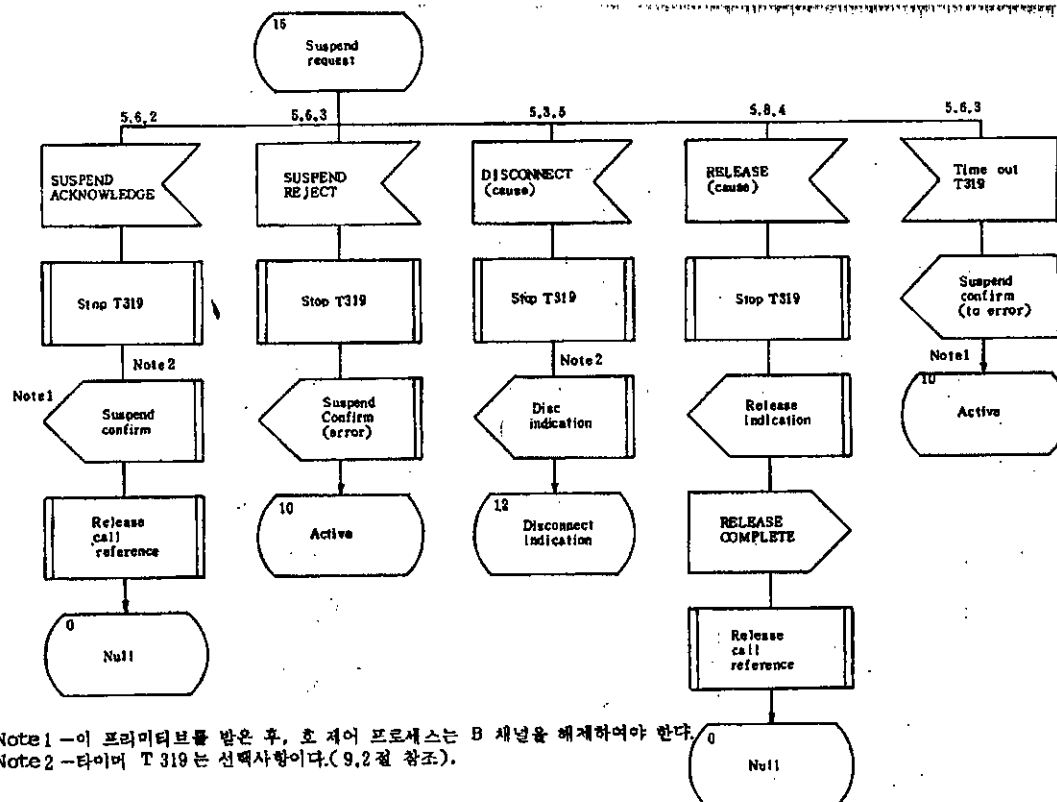 15
Suspend
request
5.6.2
5.6.3
5.3.5
5.8.4
5.6.3
SUSPEND
ACKNOWLEDGE
SUSPEND
REJECT
DISCONNECT
(cause)
RELEASE
(cause)
Time out
T319
Stop T319
Stop T319
Stop T319
Stop T319
Suspend
confirm
(to error)
Note2
Note2
Note1
Note1
Suspend
confirm
Suspend
Confirm
(error)
Disc
indication
Release
indication
10
Active
Release
call
reference
10
Active
12
Disconnect
Indication
RELEASE
COMPLETE
0
Null
Release
call
reference
Note1 -이 프리미티브를 받은 후, 호 제어 프로세스는 B 채널을 해제하여야 한다.
Note2 -타이머 T 319는 선택사항이다.( 9.2절 참조).
0
Null